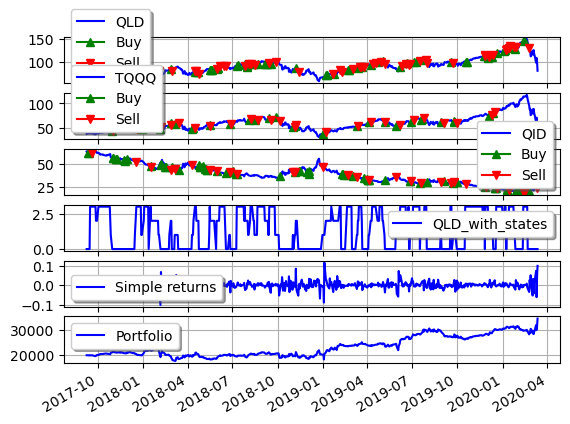 QLD
Buy
Sell
150
100
TQQQ
Buy
Sell
100
50
QID
Buy
Sell
50
25
QLD_with_states
2.5
0.0
Simple returns
0.1
0.0
−0.1
Portfolio
30000
20000
2017-10
2018-01
2018-04
2018-07
2018-10
2019-01
2019-04
2019-07
2019-10
2020-01
2020-04